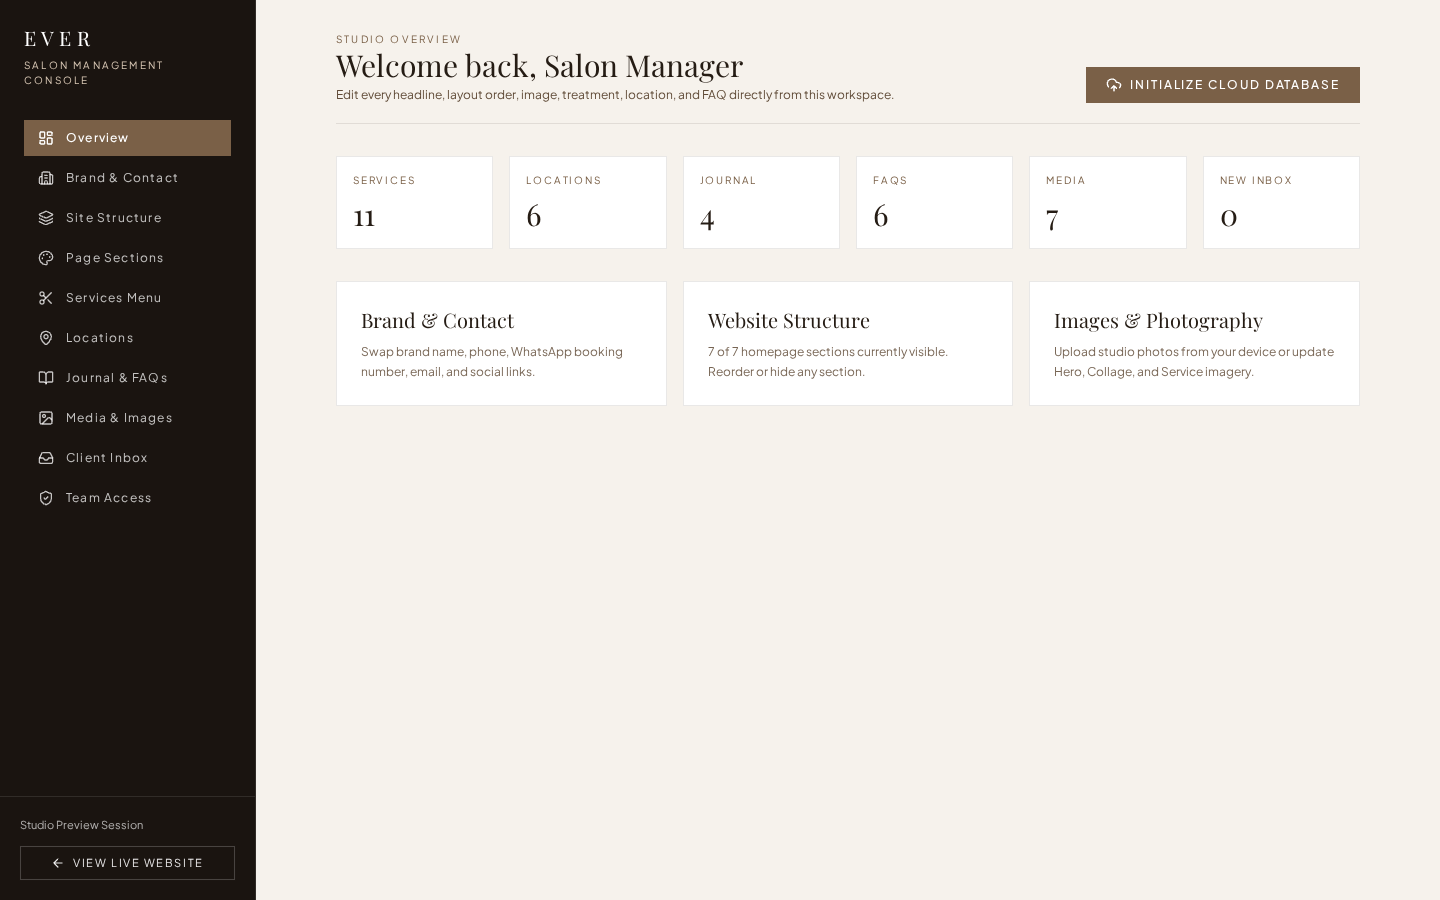 EVER
SALON MANAGEMENT
CONSOLE
Overview
Brand & Contact
Site Structure
Page Sections
Services Menu
Locations
Journal & FAQs
Media & Images
Client Inbox
Team Access
Studio Preview Session
VIEW LIVE WEBSITE
STUDIO OVERVIEW
Welcome back, Salon Manager
Edit every headline, layout order, image, treatment, location, and FAQ directly from this workspace.
INITIALIZE CLOUD DATABASE
SERVICES
11
LOCATIONS
6
JOURNAL
4
FAQS
6
MEDIA
7
NEW INBOX
0
Brand & Contact
Swap brand name, phone, WhatsApp booking
number, email, and social links.
Website Structure
7 of 7 homepage sections currently visible.
Reorder or hide any section.
Images & Photography
Upload studio photos from your device or update
Hero, Collage, and Service imagery.